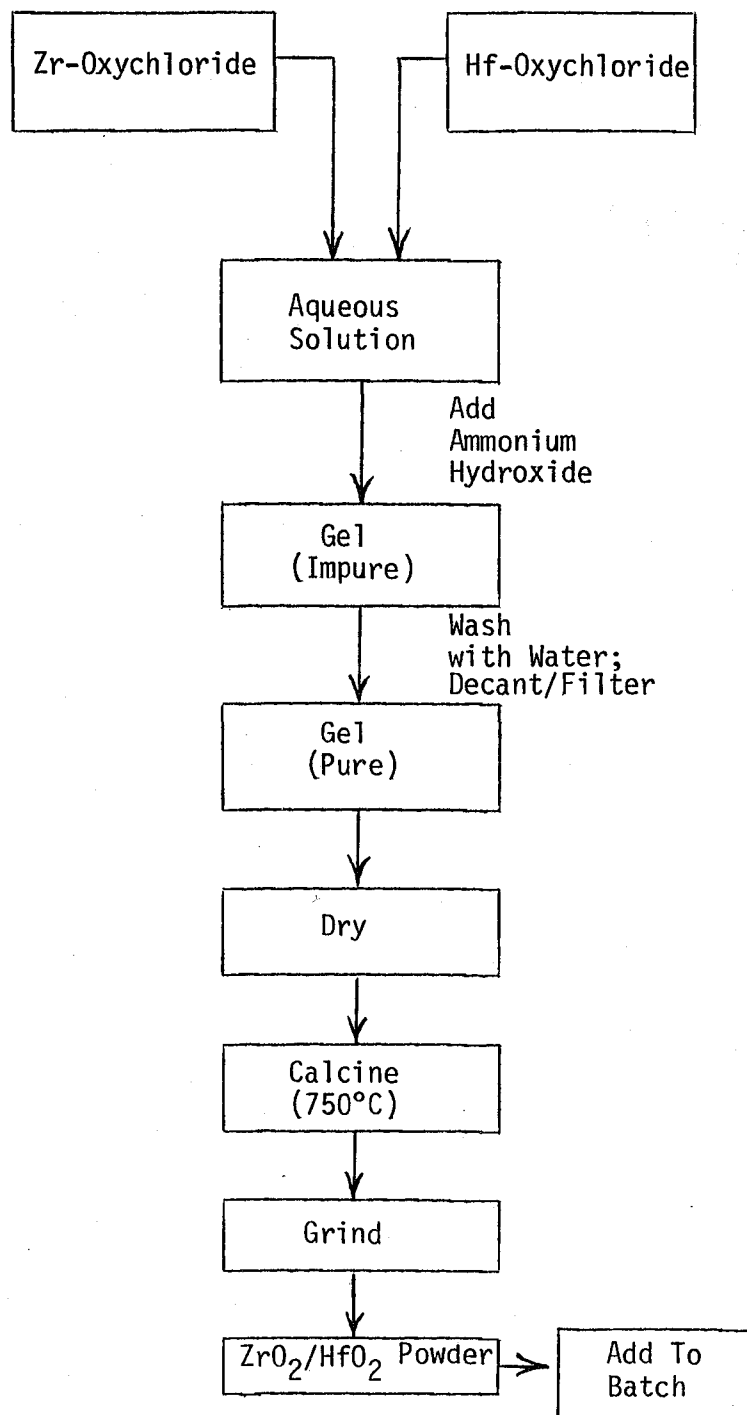 Zr-Oxychloride
Hf-Oxychloride
Aqueous
Solution
Add
Ammonium
Hydroxide
Gel
(Impure)
Wash
with Water;
Decant/Filter
Gel
(Pure)
Dry
Calcine
(750°C)
Grind
ZrO₂/HfO₂ Powder
Add To
Batch